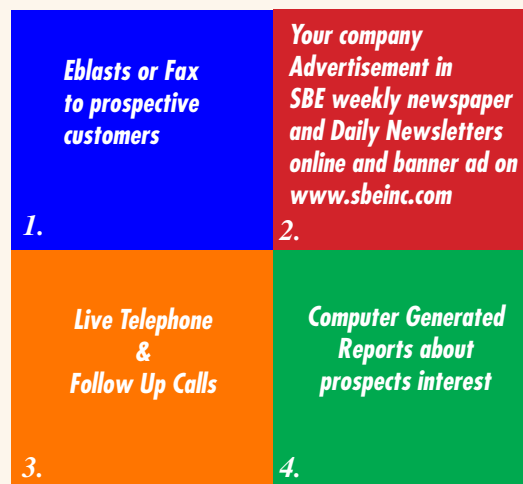 Eblasts or Fax
to prospective
customers
1.
Your company
Advertisement in
SBE weekly newspaper
and Daily Newsletters
online and banner ad on
www.sbeinc.com
2.
Live Telephone
&
Follow Up Calls
3.
Computer Generated
Reports about
prospects interest
4.